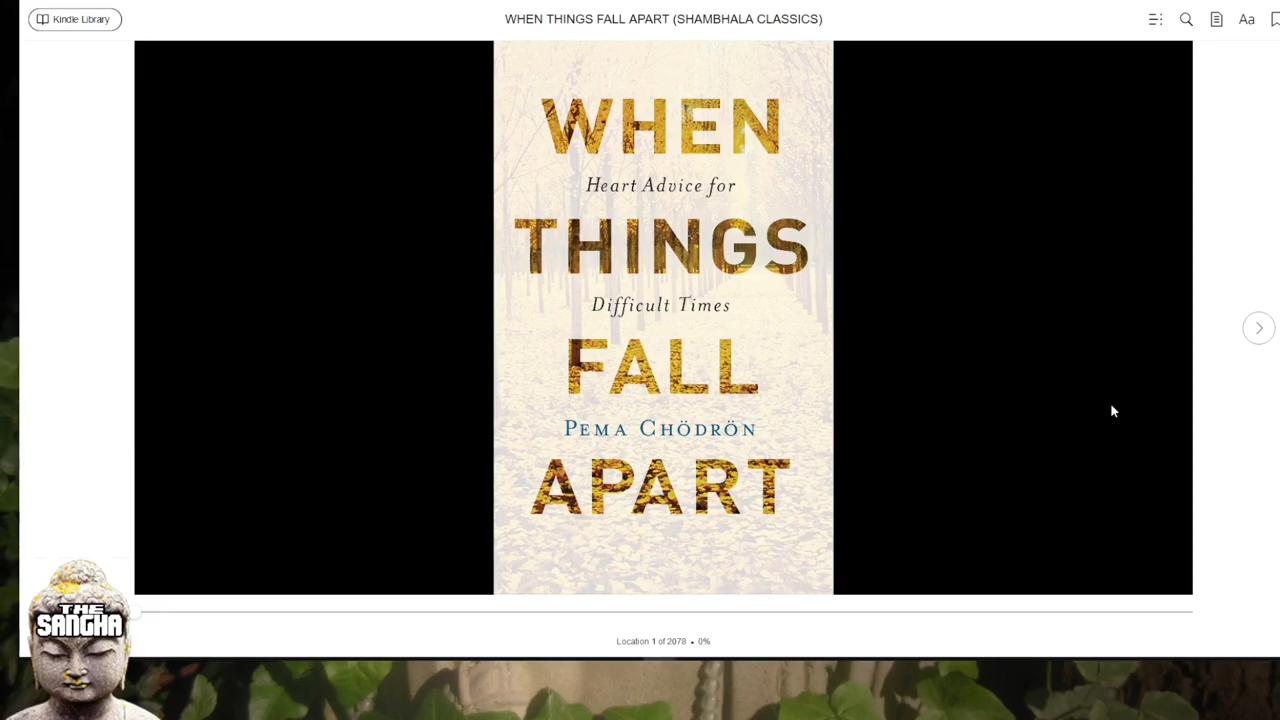 Kindle Library
WHEN THINGS FALL APART (SHAMBHALA CLASSICS)
Aa
WHEN
Heart Advice for
THINGS
Difficult Times
FALL
PEMA CHÖDRÖN
APART
THE
SANGHA
Location 1 of 2078 • 0%